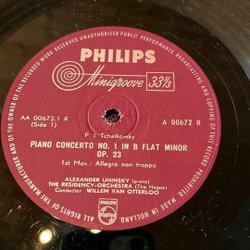 PHILIPS
Minigroove 33⅓
AA 00672.1 R
(Side 1)
A 00672 R
P. I. Tchaikovsky
PIANO CONCERTO NO. 1 IN B FLAT MINOR
OP. 23
1st Mov.: Allegro non troppo
ALEXANDER UNINSKY (piano)
THE RESIDENCY-ORCHESTRA (The Hague)
Conductor: WILLEM VAN OTTERLOO
PHILIPS
MADE IN HOLLAND
ALL RIGHTS OF THE MANUFACTURER AND OF THE OWNER OF THE RECORDED WORK RESERVED
UNAUTHORISED PUBLIC PERFORMANCE, BROADCASTING AND COPYING OF THIS RECORD PROHIBITED